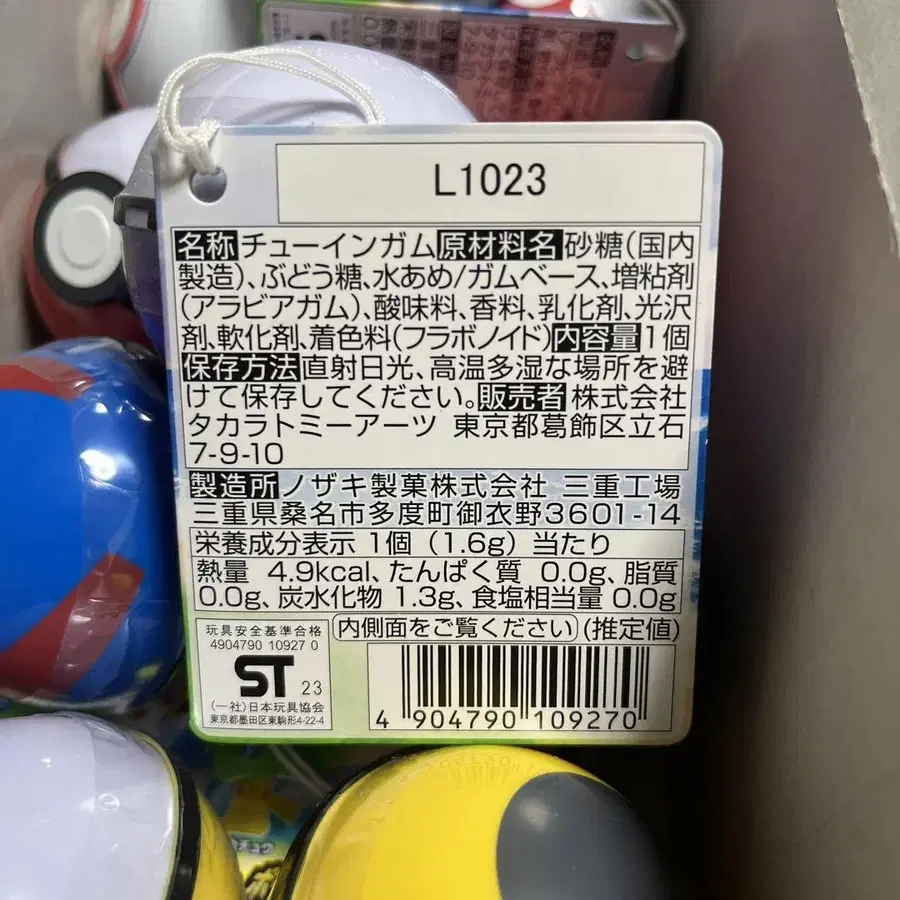 L1023
名称 チューインガム 原材料名 砂糖(国内
製造)、ぶどう糖、水あめ/ガムベース、増粘剤
(アラビアガム)、酸味料、香料、乳化剤、光沢
剤、軟化剤、着色料(フラボノイド) 内容量 1個
保存方法 直射日光、高温多湿な場所を避
けて保存してください。 販売者 株式会社
タカラトミーアーツ 東京都葛飾区立石
7-9-10
製造所 ノザキ製菓株式会社 三重工場
三重県桑名市多度町御衣野3601-14
栄養成分表示 1個 (1.6g) 当たり
熱量 4.9kcal、たんぱく質 0.0g、脂質
0.0g、炭水化物 1.3g、食塩相当量 0.0g
内側面をご覧ください (推定値)
玩具安全基準合格
4904790 10927 0
ST 23
(一社)日本玩具協会
東京都墨田区東駒形4-22-4
4 904790 109270